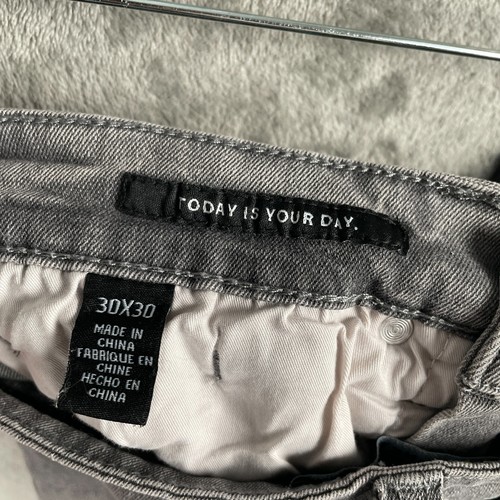 TODAY IS YOUR DAY.
30X30
MADE IN
CHINA
FABRIQUE EN
CHINE
HECHO EN
CHINA